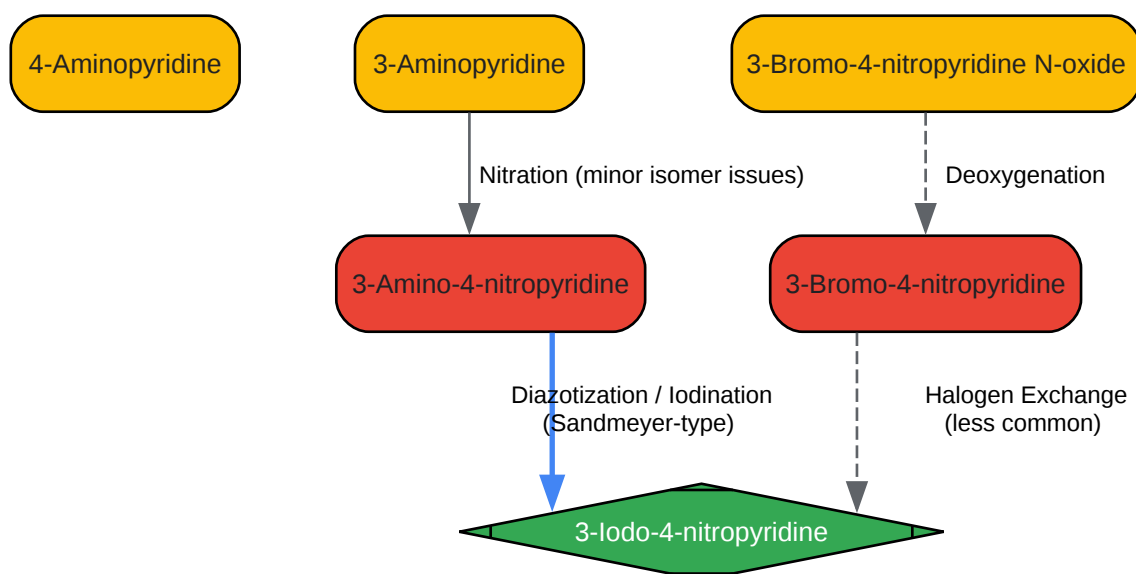 4-Aminopyridine
3-Aminopyridine
3-Bromo-4-nitropyridine N-oxide
Nitration (minor isomer issues)
Deoxygenation
3-Amino-4-nitropyridine
3-Bromo-4-nitropyridine
Diazotization / Iodination
(Sandmeyer-type)
Halogen Exchange
(less common)
3-Iodo-4-nitropyridine